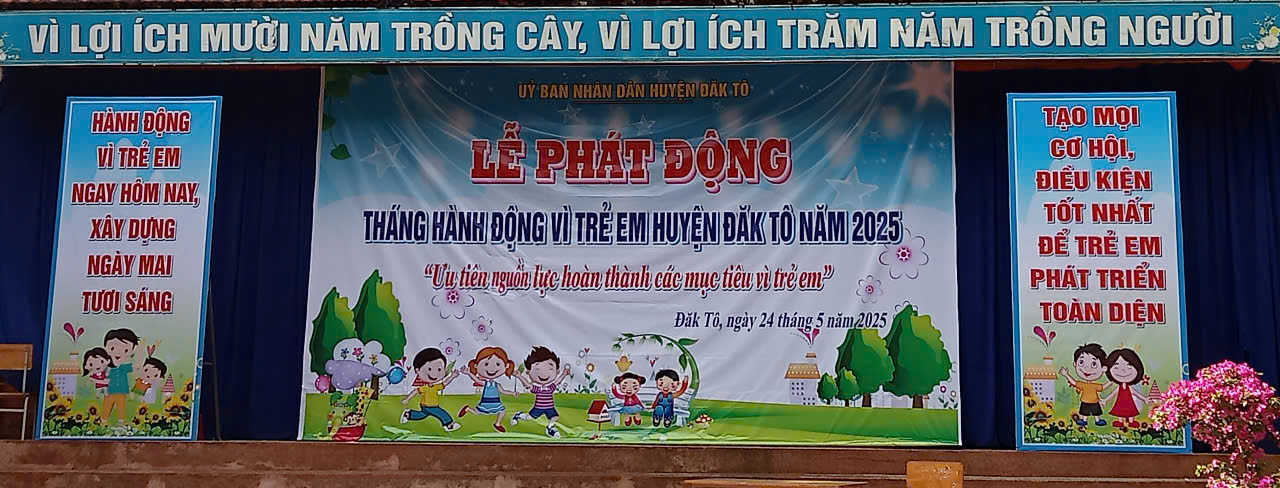 VÌ LỢI ÍCH MƯỜI NĂM TRỒNG CÂY, VÌ LỢI ÍCH TRĂM NĂM TRỒNG NGƯỜI
HÀNH ĐỘNG
VÌ TRẺ EM
NGAY HÔM NAY,
XÂY DỰNG
NGÀY MAI
TƯƠI SÁNG
UỶ BAN NHÂN DÂN HUYỆN ĐĂK TÔ
LỄ PHÁT ĐỘNG
THÁNG HÀNH ĐỘNG VÌ TRẺ EM HUYỆN ĐĂK TÔ NĂM 2025
"Ưu tiên nguồn lực hoàn thành các mục tiêu vì trẻ em"
Đăk Tô, ngày 24 tháng 5 năm 2025
TẠO MỌI
CƠ HỘI,
ĐIỀU KIỆN
TỐT NHẤT
ĐỂ TRẺ EM
PHÁT TRIỂN
TOÀN DIỆN